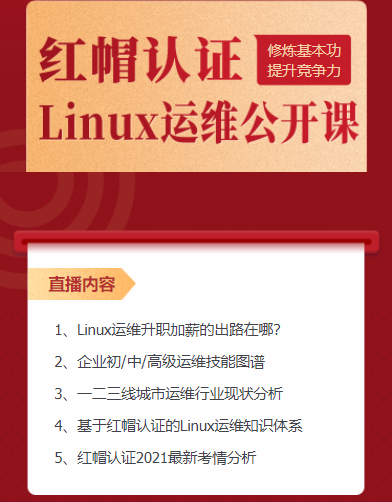 红帽认证
修炼基本功
提升竞争力
Linux运维公开课
直播内容
1、Linux运维升职加薪的出路在哪?
2、企业初/中/高级运维技能图谱
3、一二三线城市运维行业现状分析
4、基于红帽认证的Linux运维知识体系
5、红帽认证2021最新考情分析